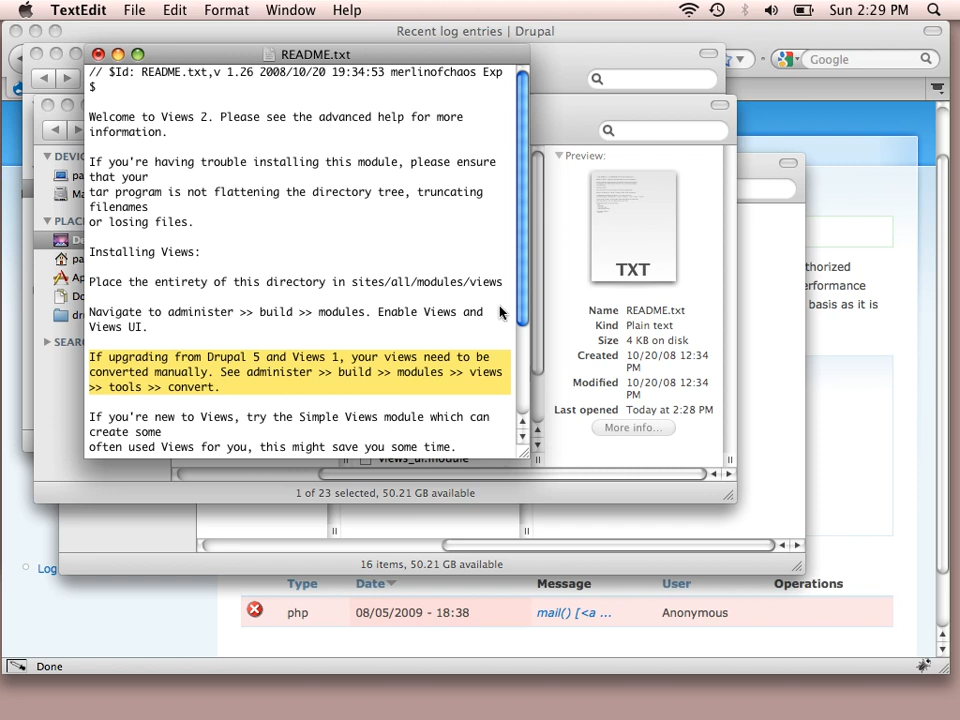 TextEdit File Edit Format Window Help Sun 2:29 PM
Recent log entries | Drupal
README.txt
Google
// $Id: README.txt,v 1.26 2008/10/20 19:34:53 merlinofchaos Exp
$
Welcome to Views 2. Please see the advanced help for more
information.
If you're having trouble installing this module, please ensure
that your
tar program is not flattening the directory tree, truncating
filenames
or losing files.
Installing Views:
Place the entirety of this directory in sites/all/modules/views
Navigate to administer >> build >> modules. Enable Views and
Views UI.
If upgrading from Drupal 5 and Views 1, your views need to be
converted manually. See administer >> build >> modules >> views
>> tools >> convert.
If you're new to Views, try the Simple Views module which can
create some
often used Views for you, this might save you some time.
DEVIC
pa
Ma
PLAC
De
pa
Ap
Do
dru
SEARC
views_ui.module
Preview:
TXT
Name README.txt
Kind Plain text
Size 4 KB on disk
Created 10/20/08 12:34
PM
Modified 10/20/08 12:34
PM
Last opened Today at 2:28 PM
More info...
horized
erformance
basis as it is
1 of 23 selected, 50.21 GB available
16 items, 50.21 GB available
Log
Type Date Message User Operations
php 08/05/2009 - 18:38 mail() [<a ... Anonymous
Done